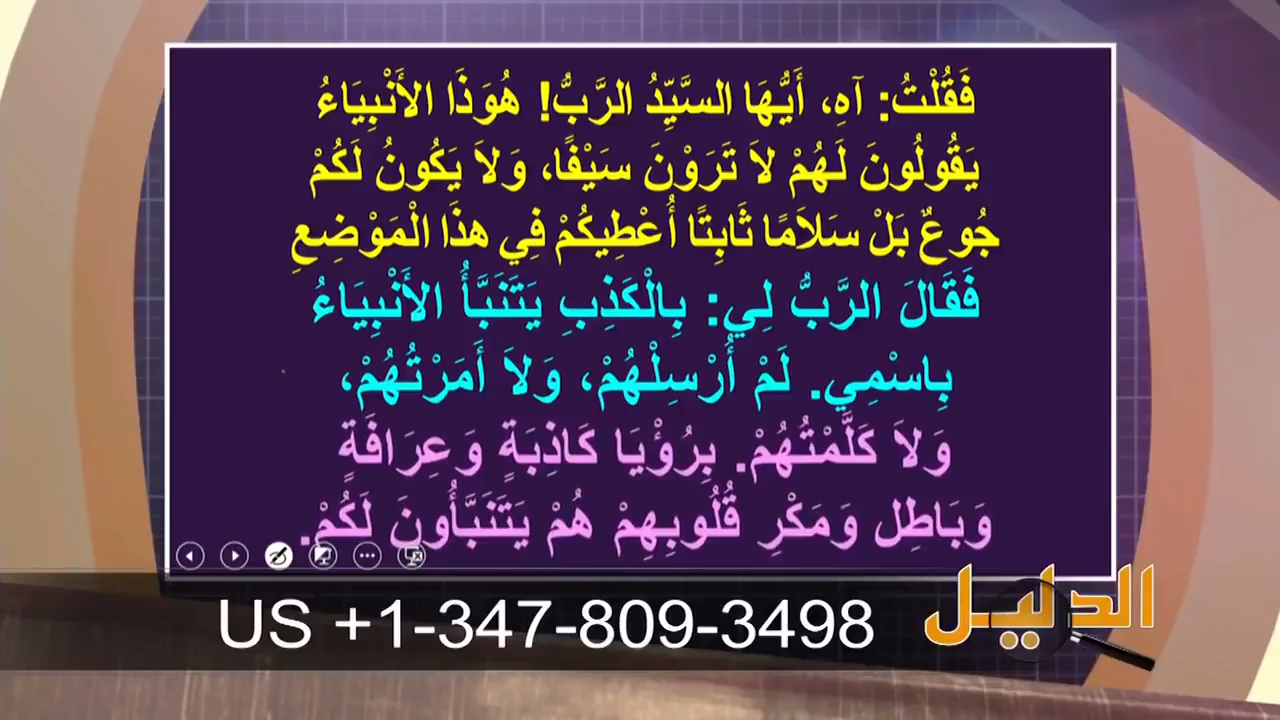 فَقُلْتُ: آهِ، أَيُّهَا السَّيِّدُ الرَّبُّ! هُوَذَا الأَنْبِيَاءُ
يَقُولُونَ لَهُمْ لاَ تَرَوْنَ سَيْفًا، وَلاَ يَكُونُ لَكُمْ
جُوعٌ بَلْ سَلاَمًا ثَابِتًا أُعْطِيكُمْ فِي هذَا الْمَوْضِعِ
فَقَالَ الرَّبُّ لِي: بِالْكَذِبِ يَتَنَبَّأُ الأَنْبِيَاءُ
بِاسْمِي. لَمْ أُرْسِلْهُمْ، وَلاَ أَمَرْتُهُمْ،
وَلاَ كَلَّمْتُهُمْ. بِرُؤْيَا كَاذِبَةٍ وَعِرَافَةٍ
وَبَاطِل وَمَكْرِ قُلُوبِهِمْ هُمْ يَتَنَبَّأُونَ لَكُمْ.
الدليل
US +1-347-809-3498